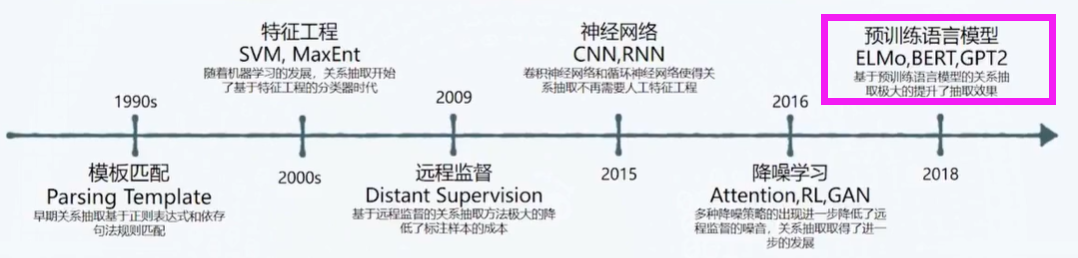 特征工程
SVM, MaxEnt
随着机器学习的发展，关系抽取开始
了基于特征工程的分类器时代
神经网络
CNN,RNN
卷积神经网络和循环神经网络使得关
系抽取不再需要人工特征工程
预训练语言模型
ELMo,BERT,GPT2
基于预训练语言模型的关系抽
取极大的提升了抽取效果
1990s
2009
2016
模板匹配
Parsing Template
早期关系抽取基于正则表达式和依存
句法规则匹配
2000s
远程监督
Distant Supervision
基于远程监督的关系抽取方法极大的降
低了标注样本的成本
2015
降噪学习
Attention,RL,GAN
多种降噪策略的出现进一步降低了远
程监督的噪音，关系抽取取得了进一
步的发展
2018